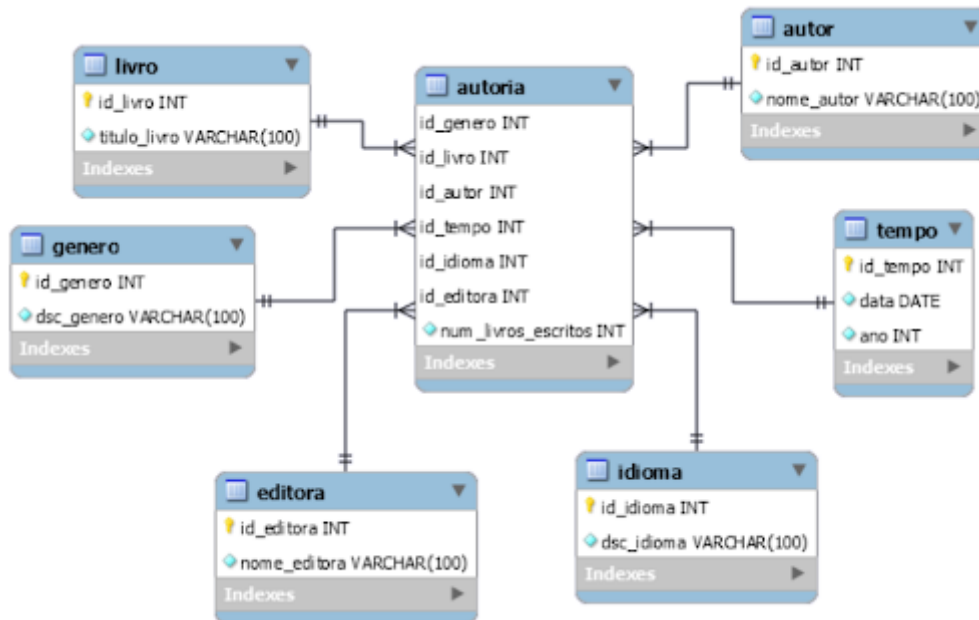 livro
id_livro INT
titulo_livro VARCHAR(100)
Indexes
autoria
id_genero INT
id_livro INT
id_autor INT
id_tempo INT
id_idioma INT
id_editora INT
num_livros_escritos INT
Indexes
autor
id_autor INT
nome_autor VARCHAR(100)
Indexes
genero
id_genero INT
dsc_genero VARCHAR(100)
Indexes
tempo
id_tempo INT
data DATE
ano INT
Indexes
editora
id_editora INT
nome_editora VARCHAR(100)
Indexes
idioma
id_idioma INT
dsc_idioma VARCHAR(100)
Indexes